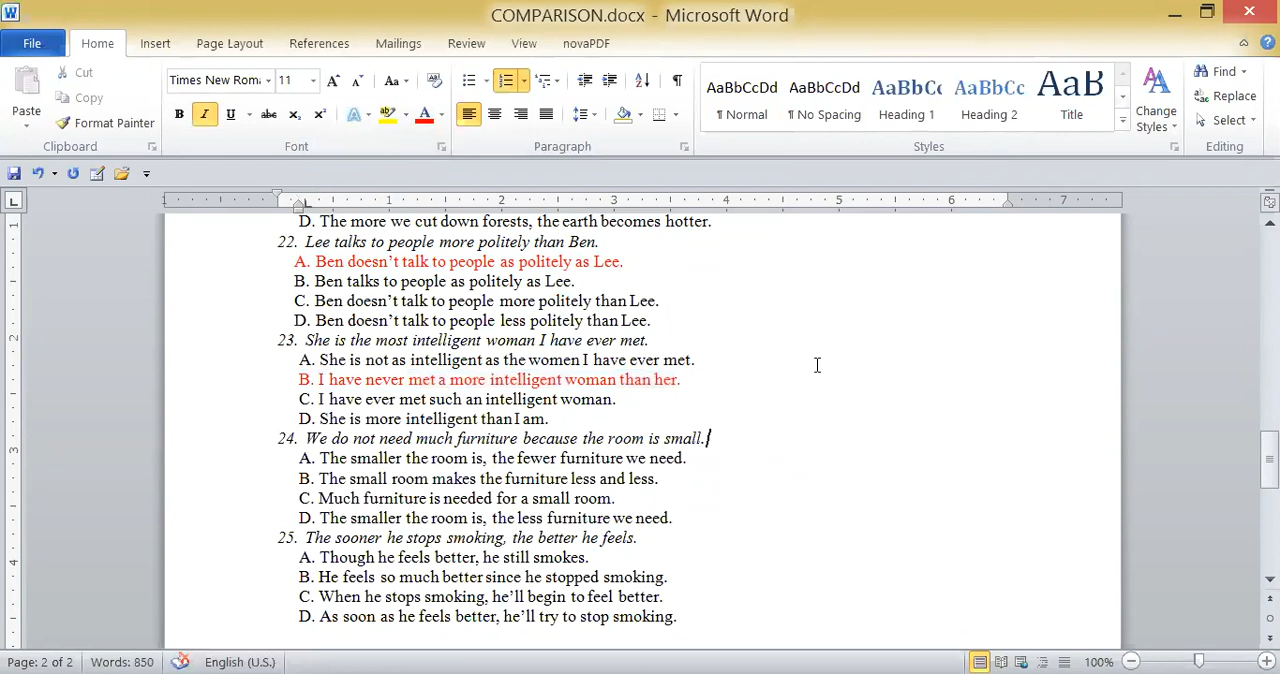 COMPARISON.docx - Microsoft Word
File Home Insert Page Layout References Mailings Review View novaPDF
Paste
Cut
Copy
Format Painter
Clipboard
Times New Rom 11
Font
Paragraph
AaBbCcDd AaBbCcDd AaBbCc AaBbCc AaB
¶ Normal ¶ No Spacing Heading 1 Heading 2 Title
Change Styles
Styles
Find
Replace
Select
Editing
1 1 2 3 4 5 6 7
D. The more we cut down forests, the earth becomes hotter.
22. Lee talks to people more politely than Ben.
A. Ben doesn't talk to people as politely as Lee.
B. Ben talks to people as politely as Lee.
C. Ben doesn't talk to people more politely than Lee.
D. Ben doesn't talk to people less politely than Lee.
23. She is the most intelligent woman I have ever met.
A. She is not as intelligent as the women I have ever met.
B. I have never met a more intelligent woman than her.
C. I have ever met such an intelligent woman.
D. She is more intelligent than I am.
24. We do not need much furniture because the room is small.
A. The smaller the room is, the fewer furniture we need.
B. The small room makes the furniture less and less.
C. Much furniture is needed for a small room.
D. The smaller the room is, the less furniture we need.
25. The sooner he stops smoking, the better he feels.
A. Though he feels better, he still smokes.
B. He feels so much better since he stopped smoking.
C. When he stops smoking, he'll begin to feel better.
D. As soon as he feels better, he'll try to stop smoking.
Page: 2 of 2 Words: 850 English (U.S.) 100%